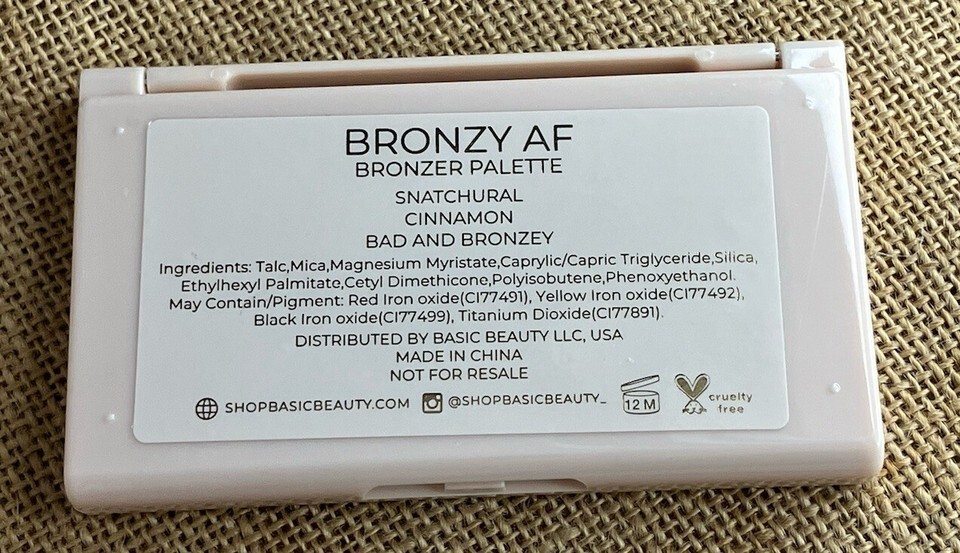 BRONZY AF
BRONZER PALETTE
SNATCHURAL
CINNAMON
BAD AND BRONZEY
Ingredients: Talc,Mica,Magnesium Myristate,Caprylic/Capric Triglyceride,Silica,
Ethylhexyl Palmitate,Cetyl Dimethicone,Polyisobutene,Phenoxyethanol.
May Contain/Pigment: Red Iron oxide(CI77491), Yellow Iron oxide(CI77492),
Black Iron oxide(CI77499), Titanium Dioxide(CI77891).
DISTRIBUTED BY BASIC BEAUTY LLC, USA
MADE IN CHINA
NOT FOR RESALE
SHOPBASICBEAUTY.COM @SHOPBASICBEAUTY_ 12 M cruelty
free